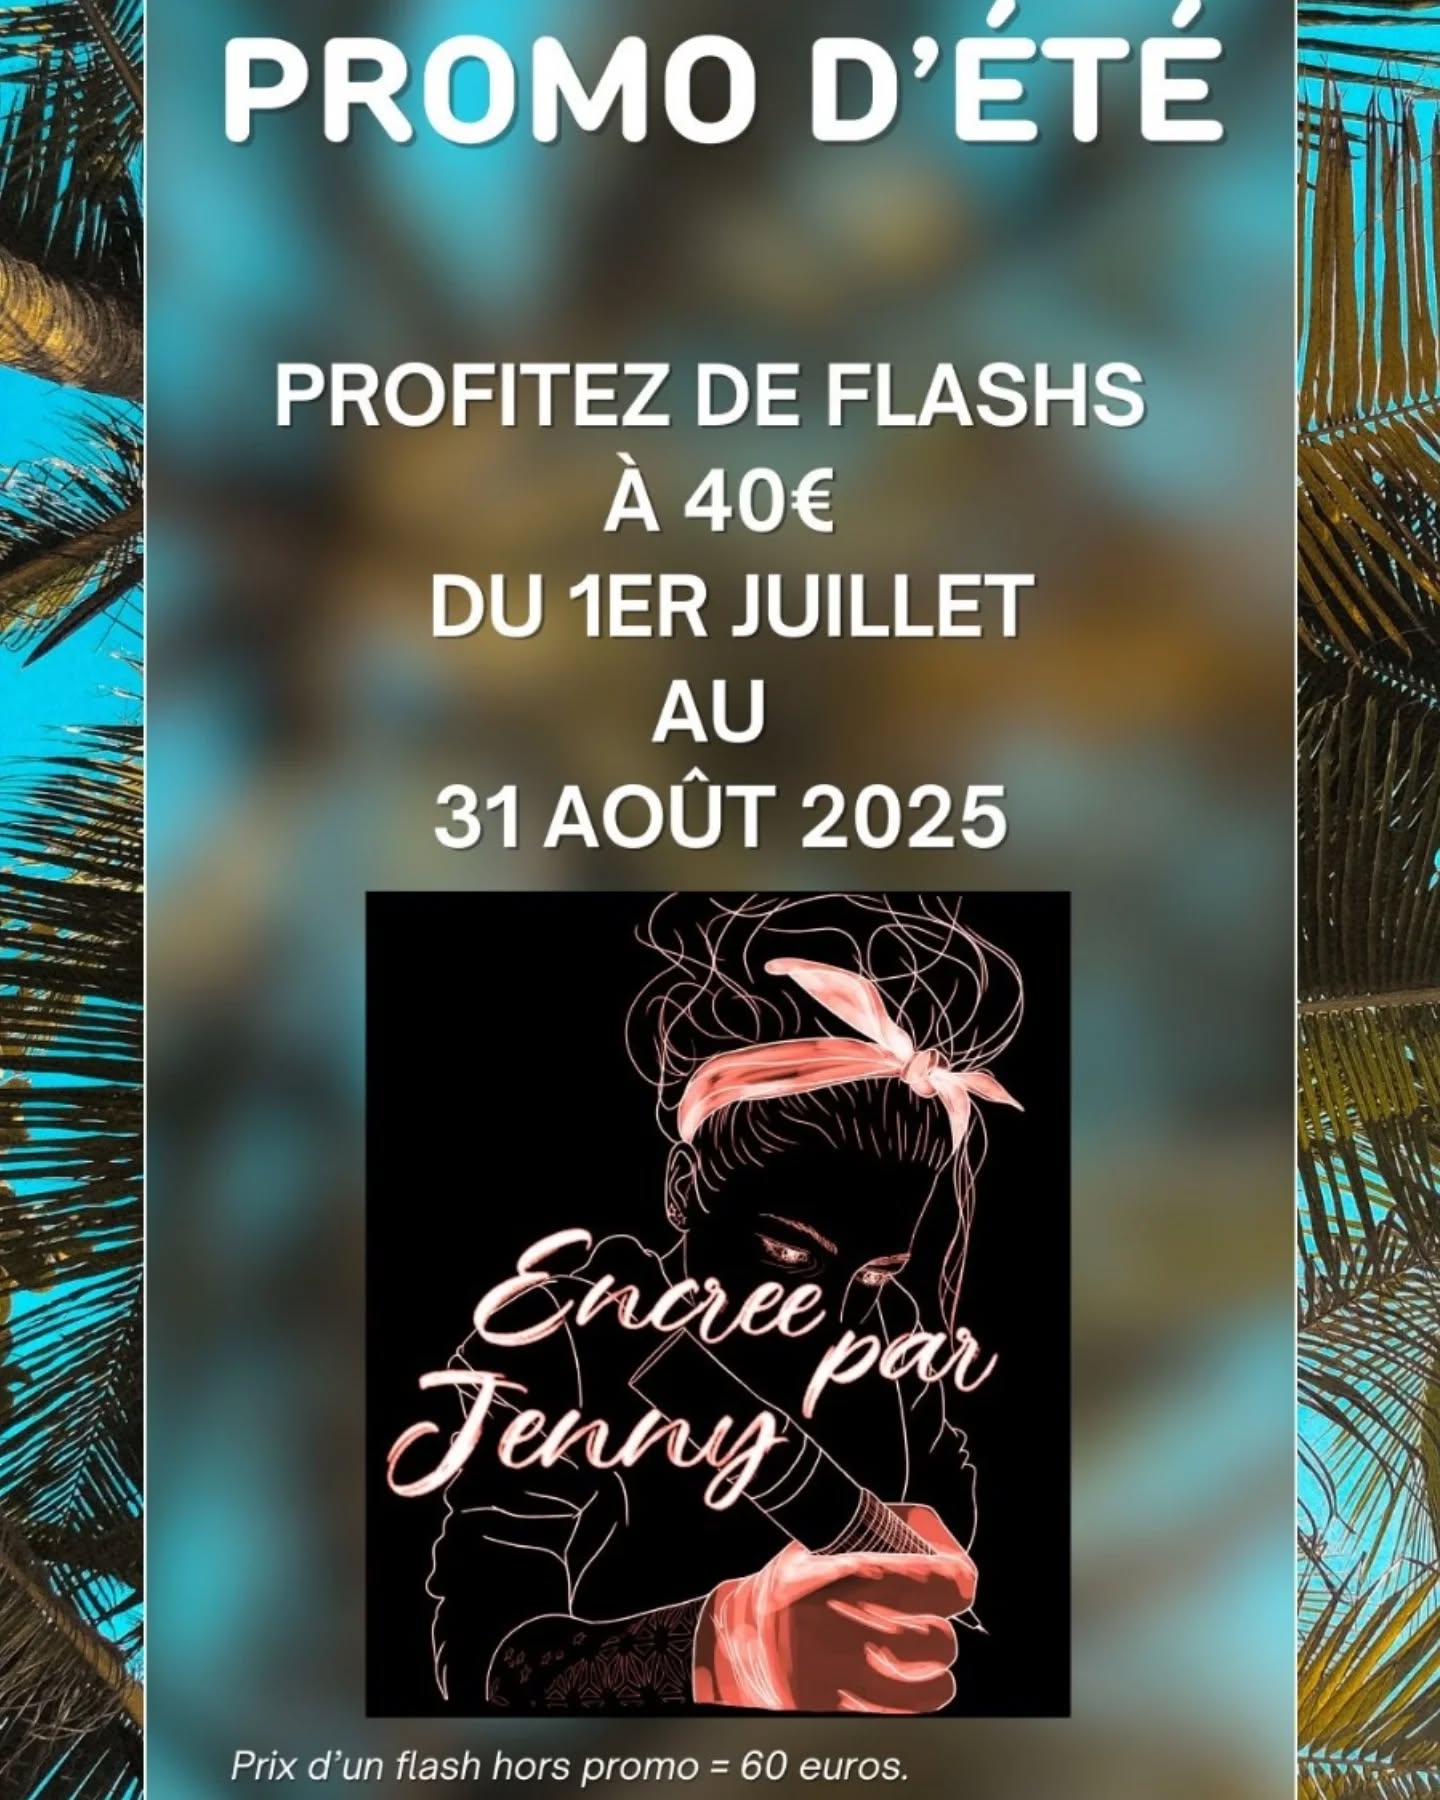 PROMO D’ÉTÉ
PROFITEZ DE FLASHS
À 40€
DU 1ER JUILLET
AU
31 AOÛT 2025
Encree
par
Jenny
Prix d’un flash hors promo = 60 euros.